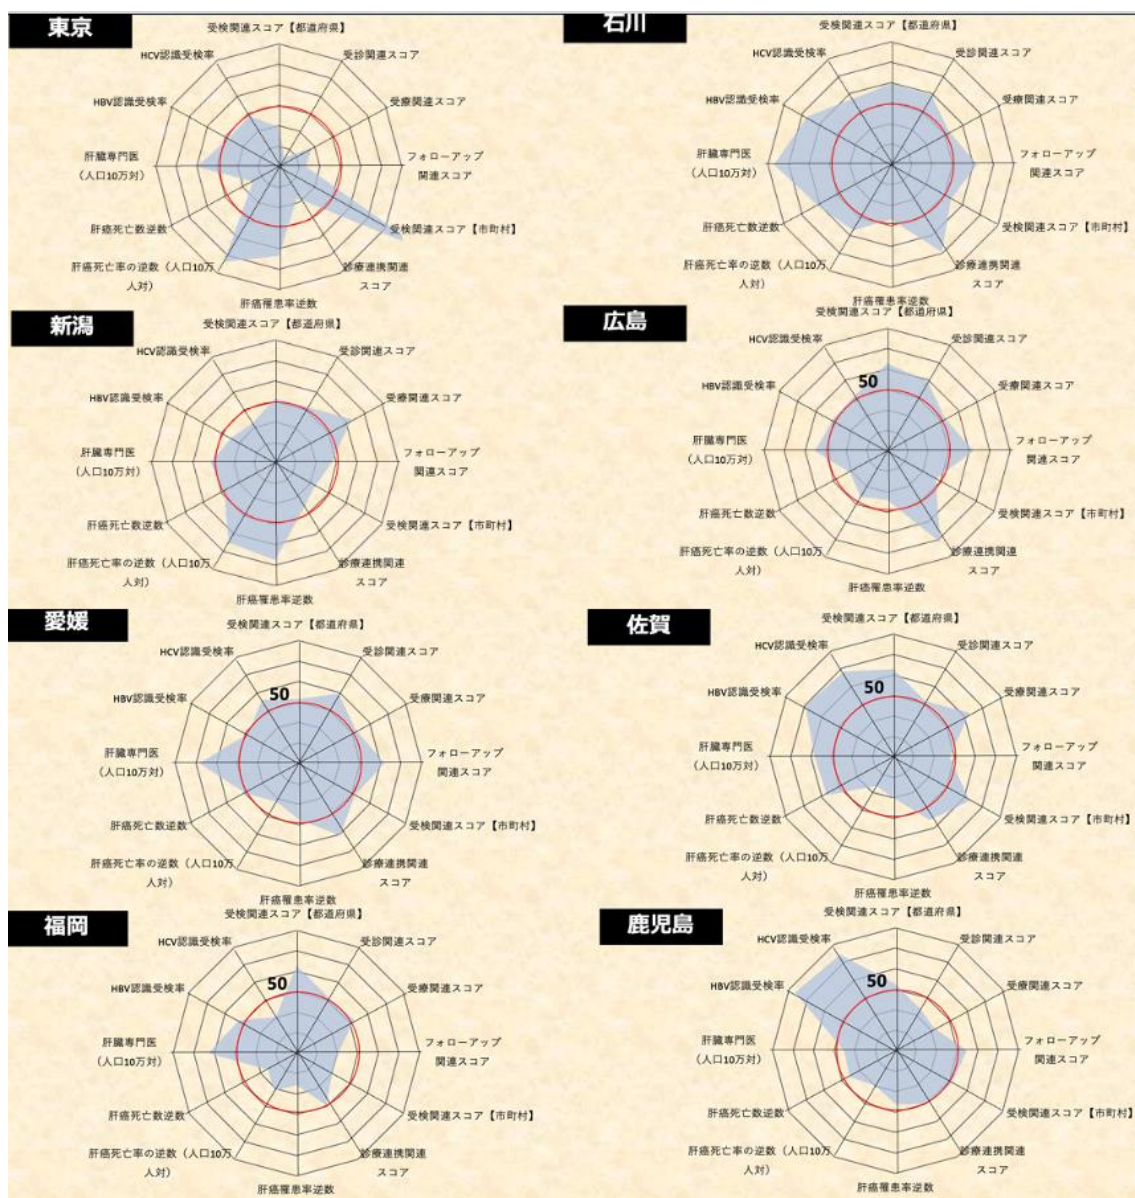 東京
受検関連スコア【都道府県】
受診関連スコア
受療関連スコア
フォローアップ
関連スコア
受検関連スコア【市町村】
診療連携関連
スコア
肝癌罹患率逆数
肝癌死亡率の逆数（人口10万
人対）
肝癌死亡数逆数
肝臓専門医
（人口10万対）
HBV認識受検率
HCV認識受検率
石川
受検関連スコア【都道府県】
受診関連スコア
受療関連スコア
フォローアップ
関連スコア
受検関連スコア【市町村】
診療連携関連
スコア
肝癌罹患率逆数
肝癌死亡率の逆数（人口10万
人対）
肝癌死亡数逆数
肝臓専門医
（人口10万対）
HBV認識受検率
HCV認識受検率
新潟
受検関連スコア【都道府県】
受診関連スコア
受療関連スコア
フォローアップ
関連スコア
受検関連スコア【市町村】
診療連携関連
スコア
肝癌罹患率逆数
肝癌死亡率の逆数（人口10万
人対）
肝癌死亡数逆数
肝臓専門医
（人口10万対）
HBV認識受検率
HCV認識受検率
広島
受検関連スコア【都道府県】
受診関連スコア
受療関連スコア
フォローアップ
関連スコア
受検関連スコア【市町村】
診療連携関連
スコア
肝癌罹患率逆数
肝癌死亡率の逆数（人口10万
人対）
肝癌死亡数逆数
肝臓専門医
（人口10万対）
HBV認識受検率
HCV認識受検率
50
愛媛
受検関連スコア【都道府県】
受診関連スコア
受療関連スコア
フォローアップ
関連スコア
受検関連スコア【市町村】
診療連携関連
スコア
肝癌罹患率逆数
肝癌死亡率の逆数（人口10万
人対）
肝癌死亡数逆数
肝臓専門医
（人口10万対）
HBV認識受検率
HCV認識受検率
50
佐賀
受検関連スコア【都道府県】
受診関連スコア
受療関連スコア
フォローアップ
関連スコア
受検関連スコア【市町村】
診療連携関連
スコア
肝癌罹患率逆数
肝癌死亡率の逆数（人口10万
人対）
肝癌死亡数逆数
肝臓専門医
（人口10万対）
HBV認識受検率
HCV認識受検率
50
福岡
受検関連スコア【都道府県】
受診関連スコア
受療関連スコア
フォローアップ
関連スコア
受検関連スコア【市町村】
診療連携関連
スコア
肝癌罹患率逆数
肝癌死亡率の逆数（人口10万
人対）
肝癌死亡数逆数
肝臓専門医
（人口10万対）
HBV認識受検率
HCV認識受検率
50
鹿児島
受検関連スコア【都道府県】
受診関連スコア
受療関連スコア
フォローアップ
関連スコア
受検関連スコア【市町村】
診療連携関連
スコア
肝癌罹患率逆数
肝癌死亡率の逆数（人口10万
人対）
肝癌死亡数逆数
肝臓専門医
（人口10万対）
HBV認識受検率
HCV認識受検率
50